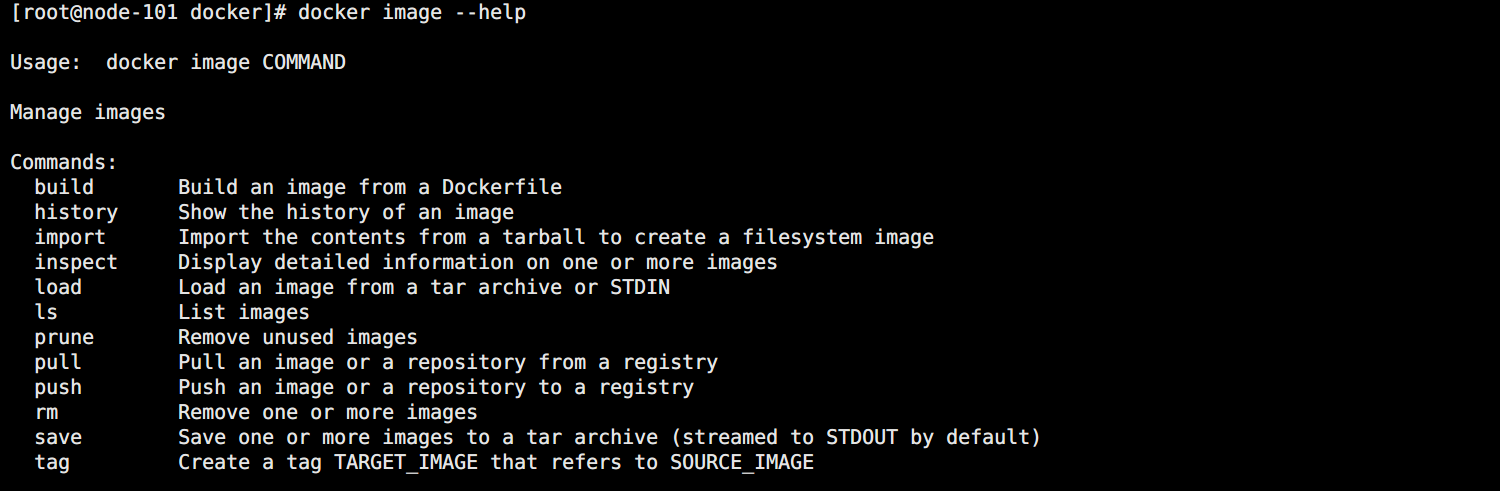 [root@node-101 docker]# docker image --help
Usage:  docker image COMMAND
Manage images
Commands:
  build       Build an image from a Dockerfile
  history     Show the history of an image
  import      Import the contents from a tarball to create a filesystem image
  inspect     Display detailed information on one or more images
  load        Load an image from a tar archive or STDIN
  ls          List images
  prune       Remove unused images
  pull        Pull an image or a repository from a registry
  push        Push an image or a repository to a registry
  rm          Remove one or more images
  save        Save one or more images to a tar archive (streamed to STDOUT by default)
  tag         Create a tag TARGET_IMAGE that refers to SOURCE_IMAGE